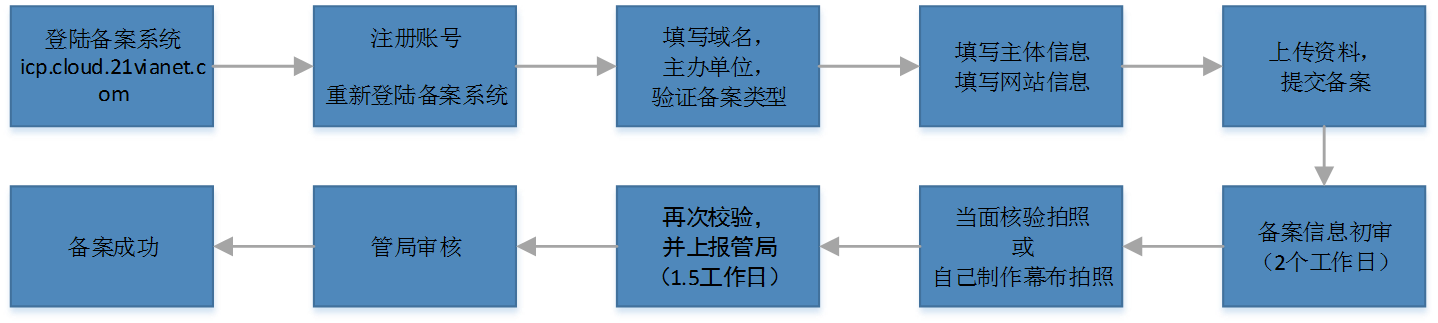 登陆备案系统
icp.cloud.21vianet.c
om
注册账号
重新登陆备案系统
填写域名，
主办单位，
验证备案类型
填写主体信息
填写网站信息
上传资料，
提交备案
备案信息初审
（2个工作日）
当面核验拍照
或
自己制作幕布拍照
再次校验，
并上报管局
（1.5工作日）
管局审核
备案成功